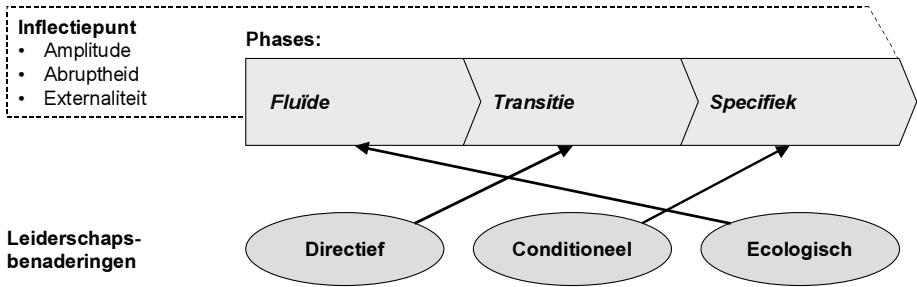 Inflectiepunt
• Amplitude
• Abruptheid
• Externaliteit
Phases:
Fluïde
Transitie
Specifiek
Leiderschaps-
benaderingen
Directief
Conditioneel
Ecologisch